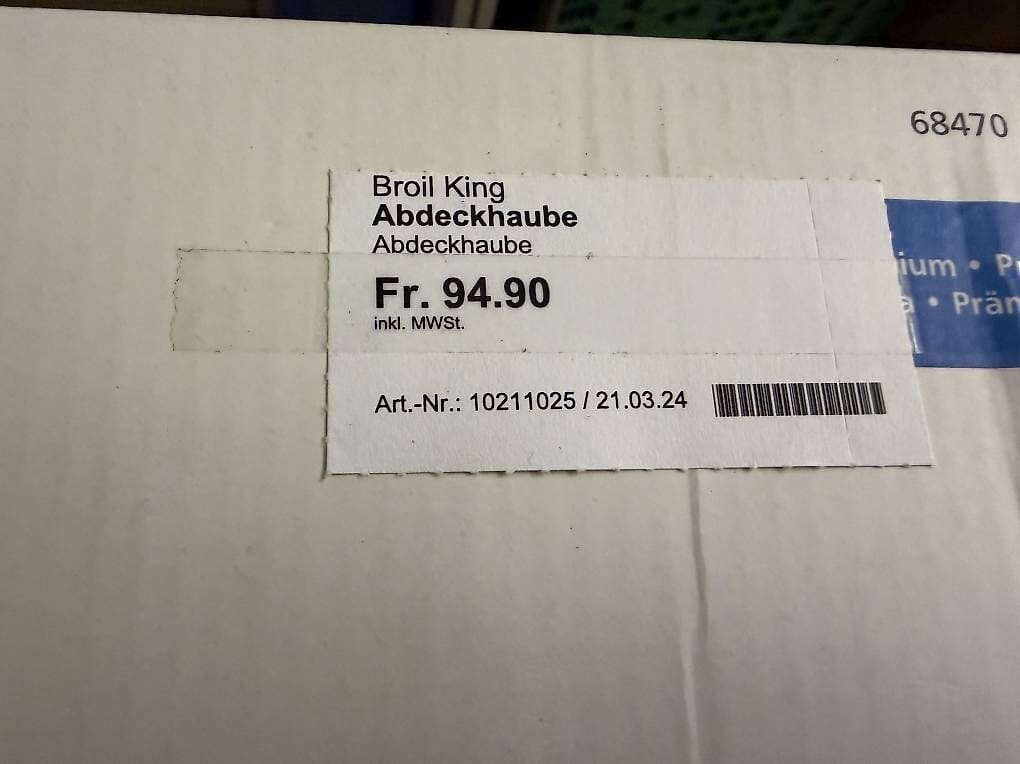 68470
Broil King
Abdeckhaube
Abdeckhaube
Fr. 94.90
inkl. MWSt.
Art.-Nr.: 10211025 / 21.03.24